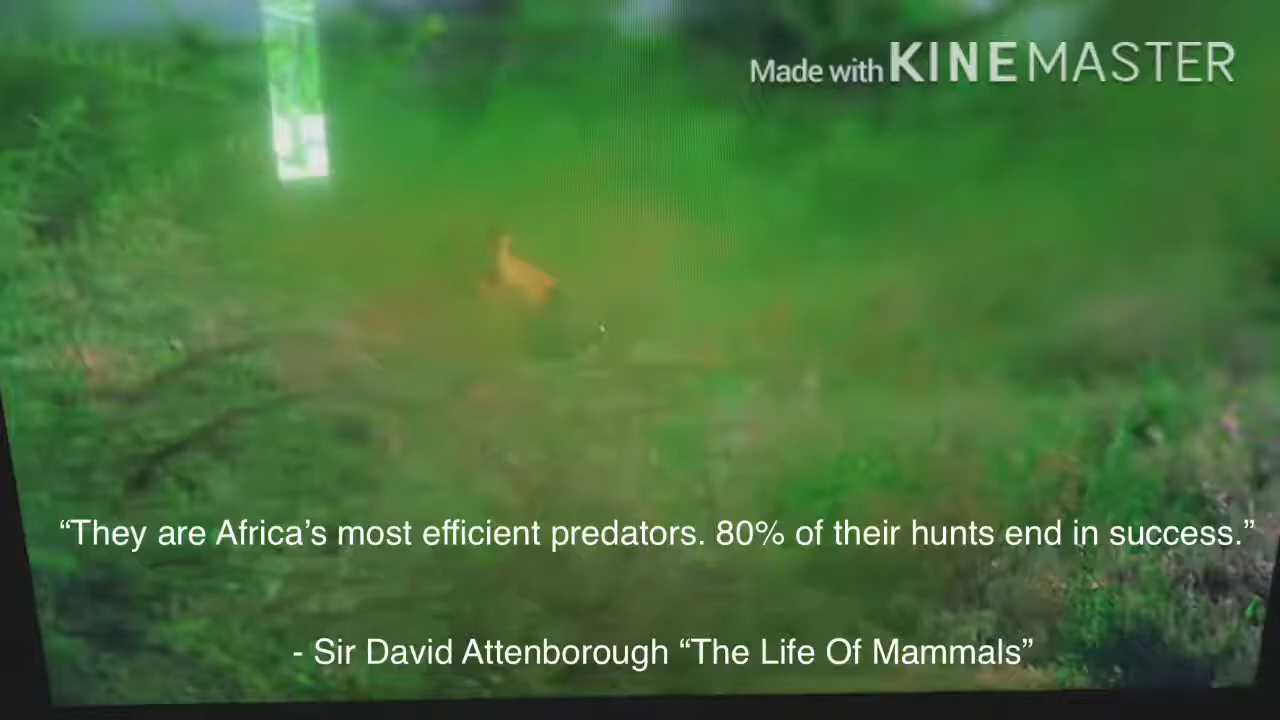 Made with KINEMASTER
“They are Africa’s most efficient predators. 80% of their hunts end in success.”
- Sir David Attenborough “The Life Of Mammals”